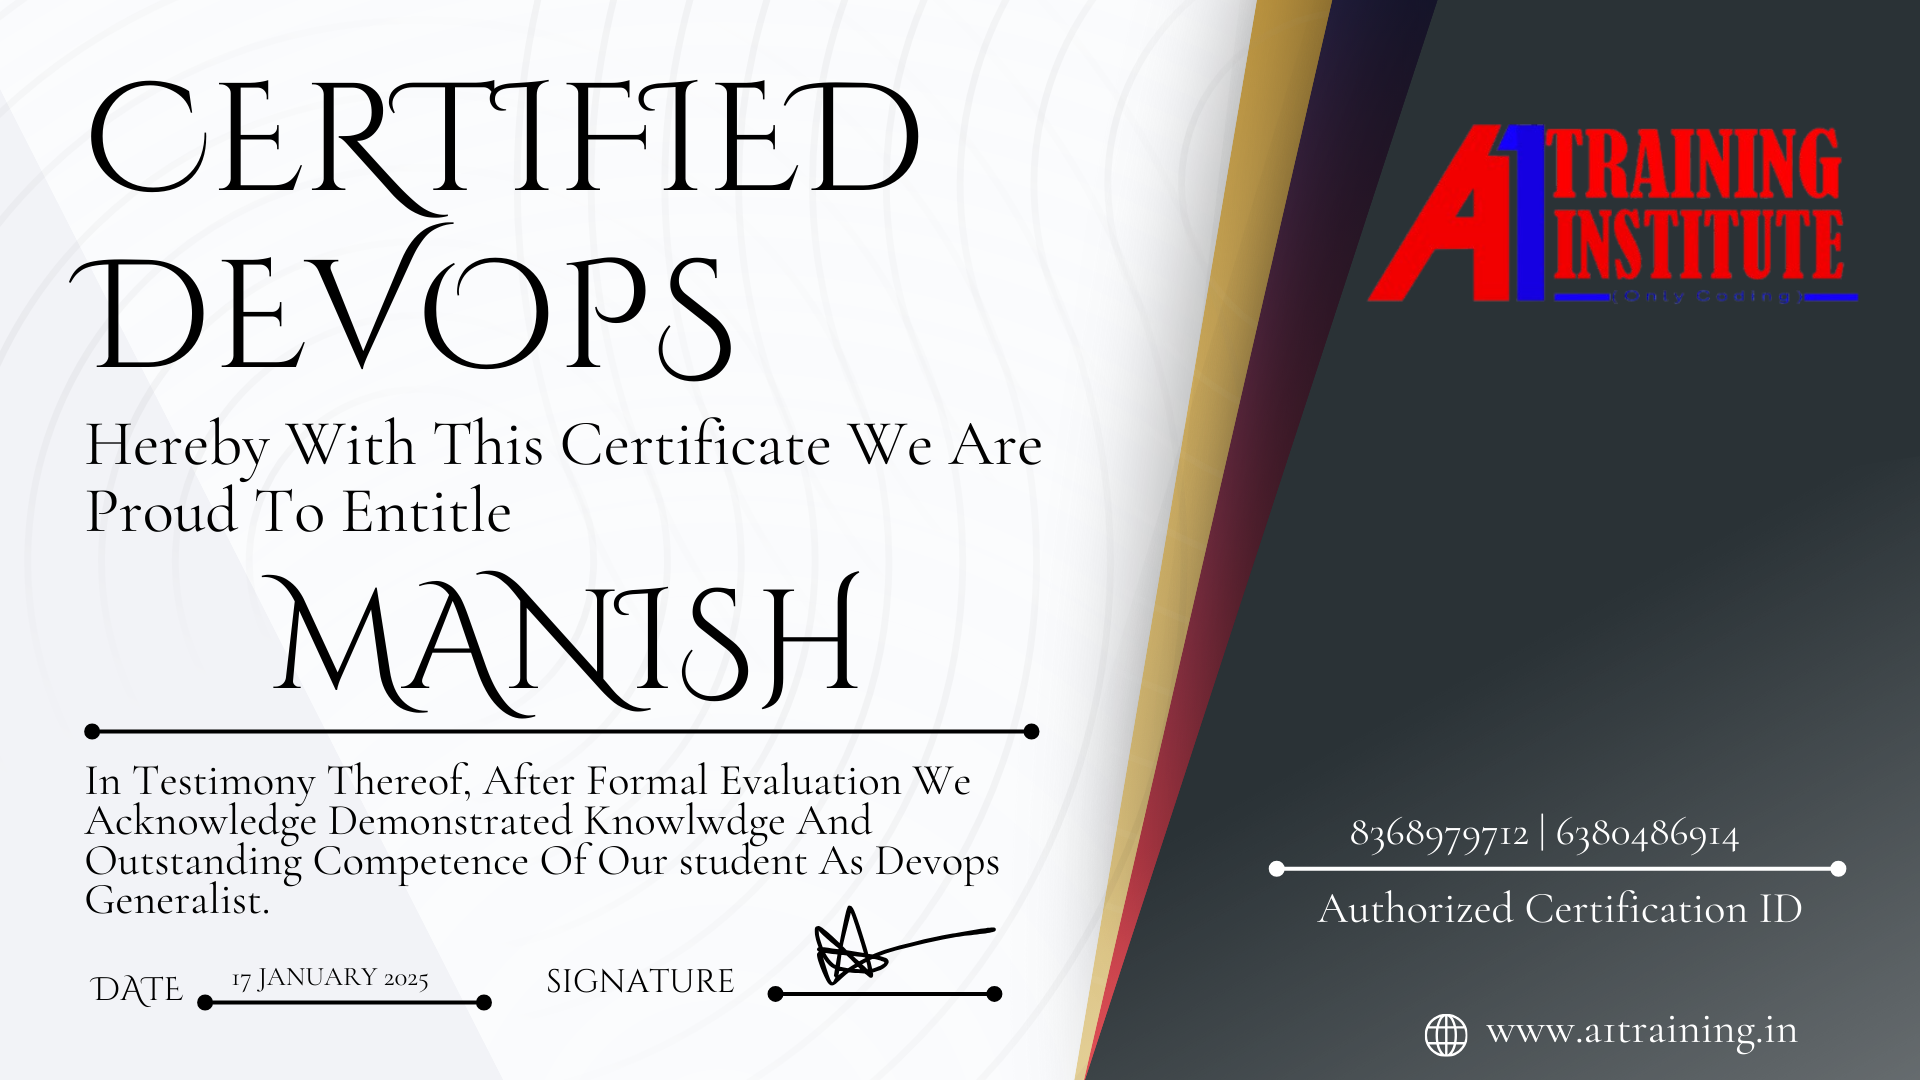 CERTIFIED
DEVOPS
Hereby With This Certificate We Are
Proud To Entitle
MANISH
In Testimony Thereof, After Formal Evaluation We
Acknowledge Demonstrated Knowlwdge And
Outstanding Competence Of Our student As Devops
Generalist.
DATE 17 JANUARY 2025 SIGNATURE
A1 TRAINING
INSTITUTE
(Only Coding)
8368979712 | 6380486914
Authorized Certification ID
www.a1training.in